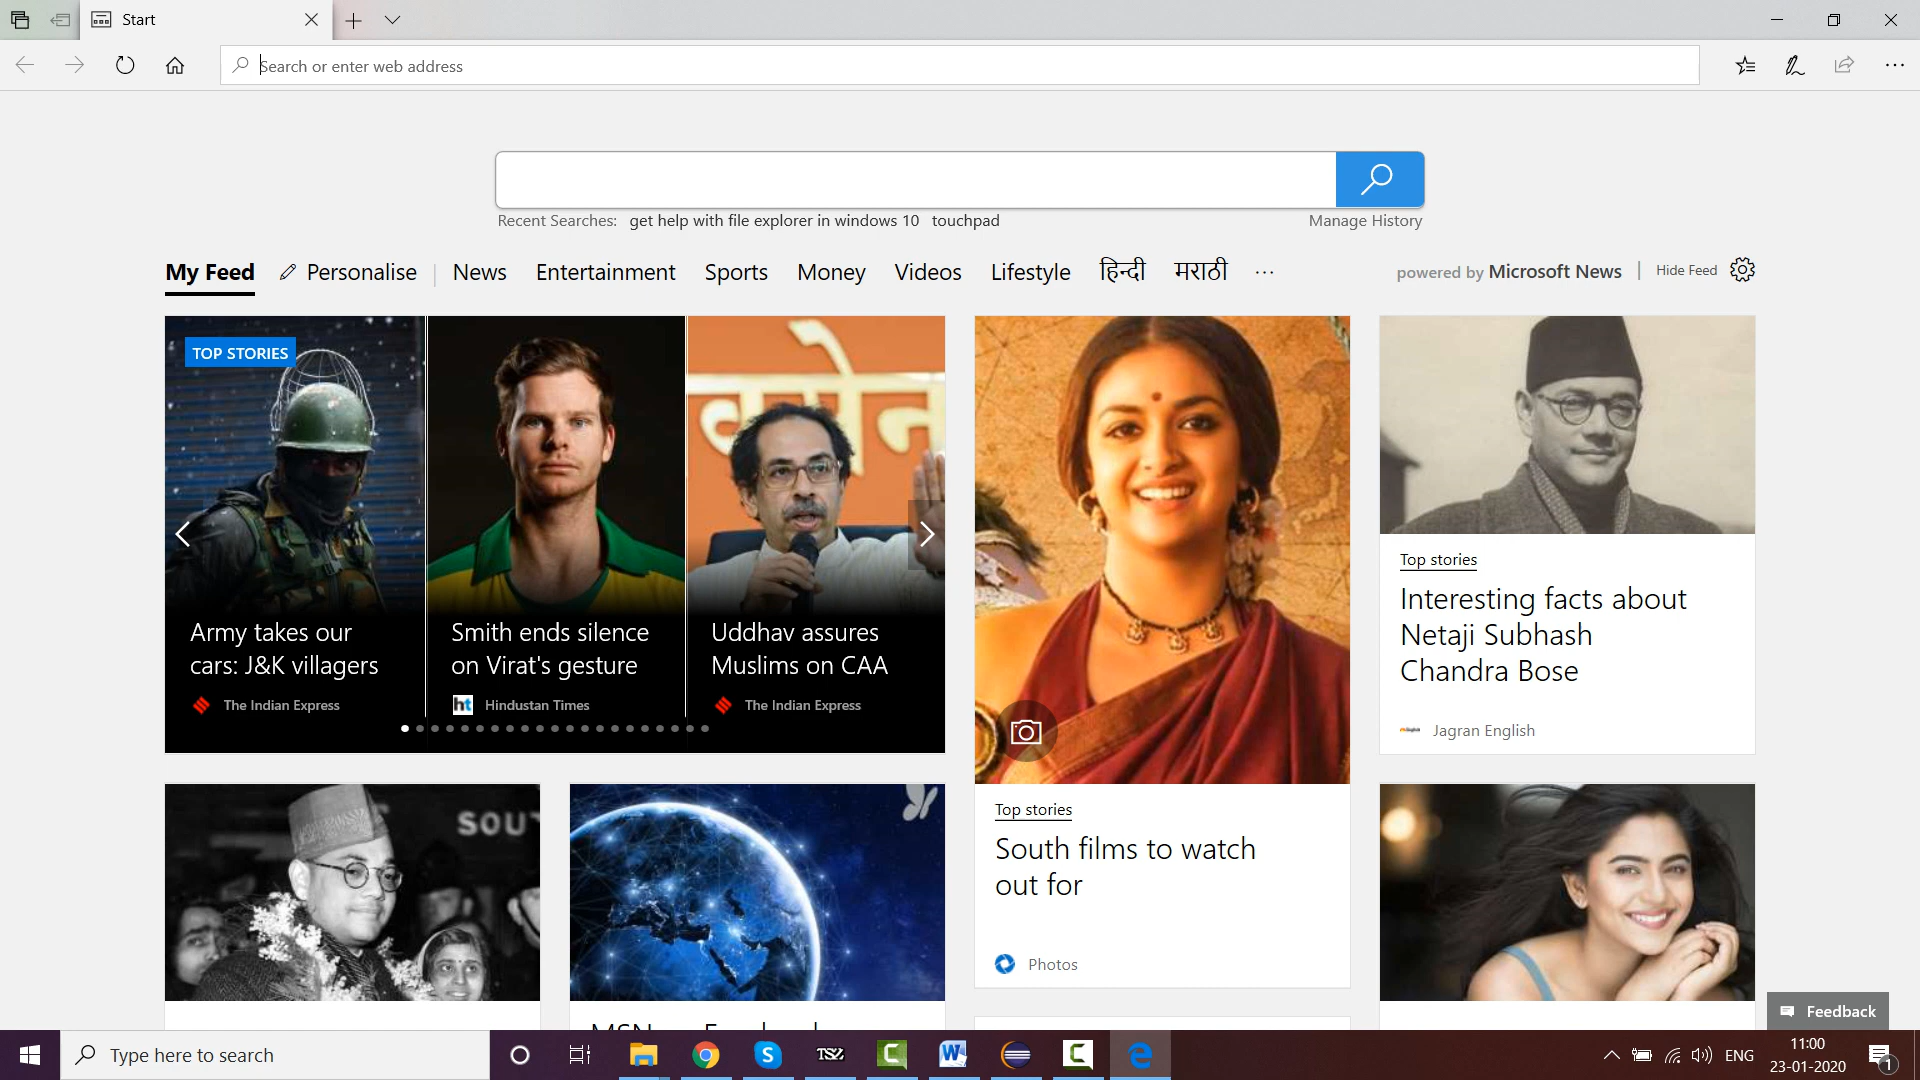 Start
Search or enter web address
Recent Searches: get help with file explorer in windows 10 touchpad
Manage History
My Feed
Personalise
News
Entertainment
Sports
Money
Videos
Lifestyle
हिन्दी
मराठी
powered by Microsoft News
Hide Feed
TOP STORIES
Army takes our
cars: J&K villagers
The Indian Express
Smith ends silence
on Virat's gesture
ht Hindustan Times
Uddhav assures
Muslims on CAA
The Indian Express
Top stories
Interesting facts about
Netaji Subhash
Chandra Bose
Jagran English
SOU
Top stories
South films to watch
out for
Photos
Feedback
Type here to search
TS2
ENG
11:00
23-01-2020
1